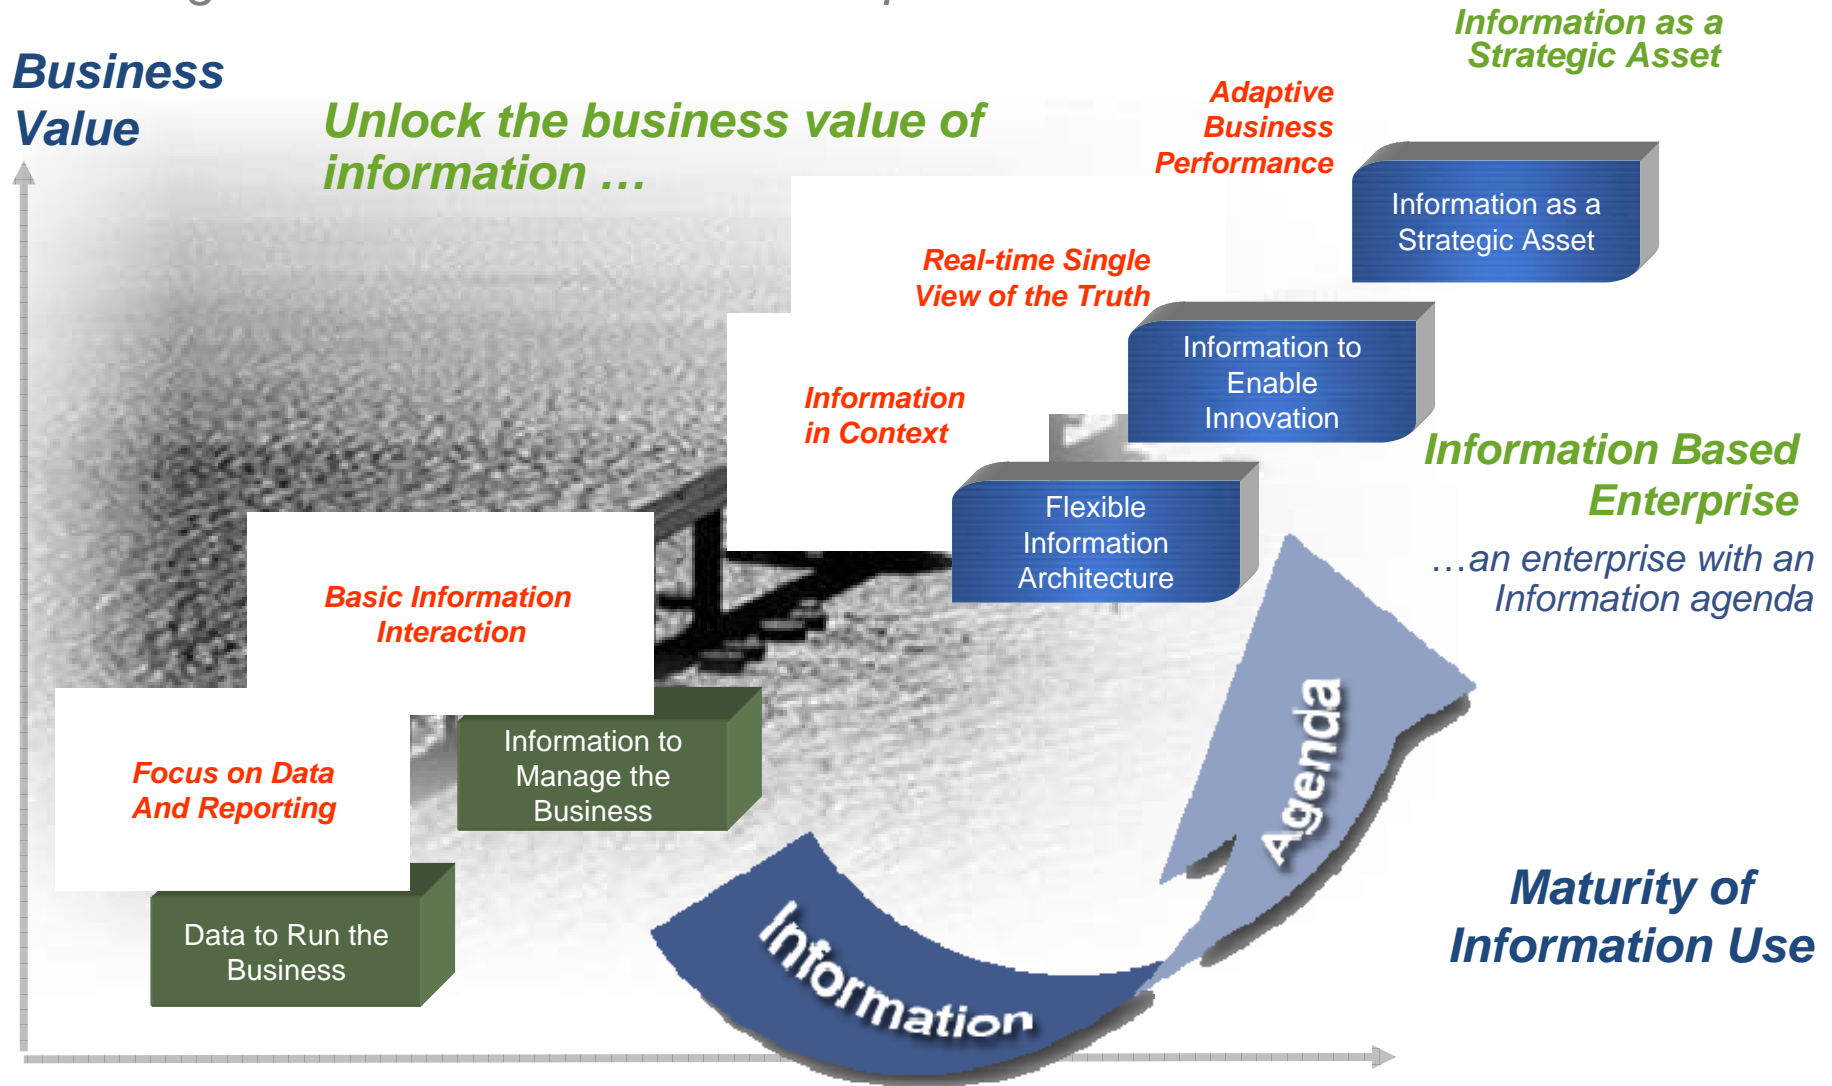 Information as a
Strategic Asset
Business
Value
Unlock the business value of
information …
Adaptive
Business
Performance
Information as a
Strategic Asset
Real-time Single
View of the Truth
Information to
Enable
Innovation
Information
in Context
Information Based
Enterprise
…an enterprise with an
Information agenda
Flexible
Information
Architecture
Basic Information
Interaction
Information to
Manage the
Business
Focus on Data
And Reporting
Data to Run the
Business
Information
Agenda
Maturity of
Information Use